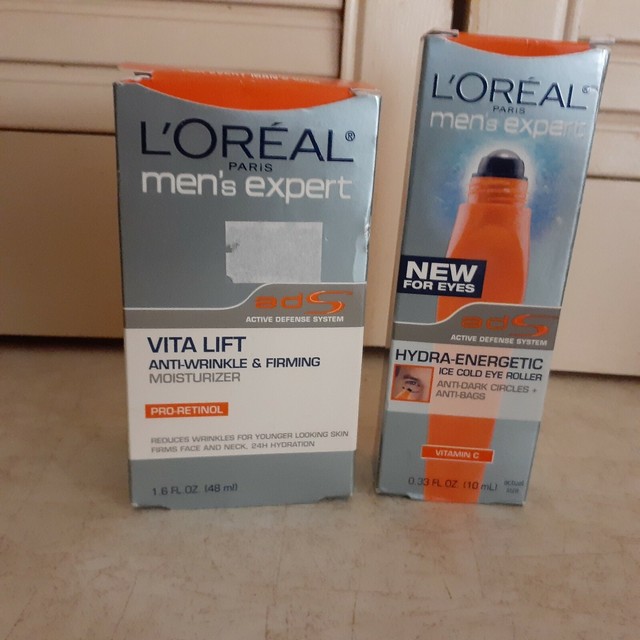 L'ORÉAL®
PARIS
men's expert
adS
ACTIVE DEFENSE SYSTEM
VITA LIFT
ANTI-WRINKLE & FIRMING
MOISTURIZER
PRO-RETINOL
REDUCES WRINKLES FOR YOUNGER LOOKING SKIN
FIRMS FACE AND NECK. 24H HYDRATION
1.6 FL.OZ. (48 ml)
L'ORÉAL
PARIS
men's expert
NEW
FOR EYES
adS
ACTIVE DEFENSE SYSTEM
HYDRA-ENERGETIC
ICE COLD EYE ROLLER
ANTI-DARK CIRCLES +
ANTI-BAGS
VITAMIN C
0.33 FL.OZ. (10 mL)
actual
size